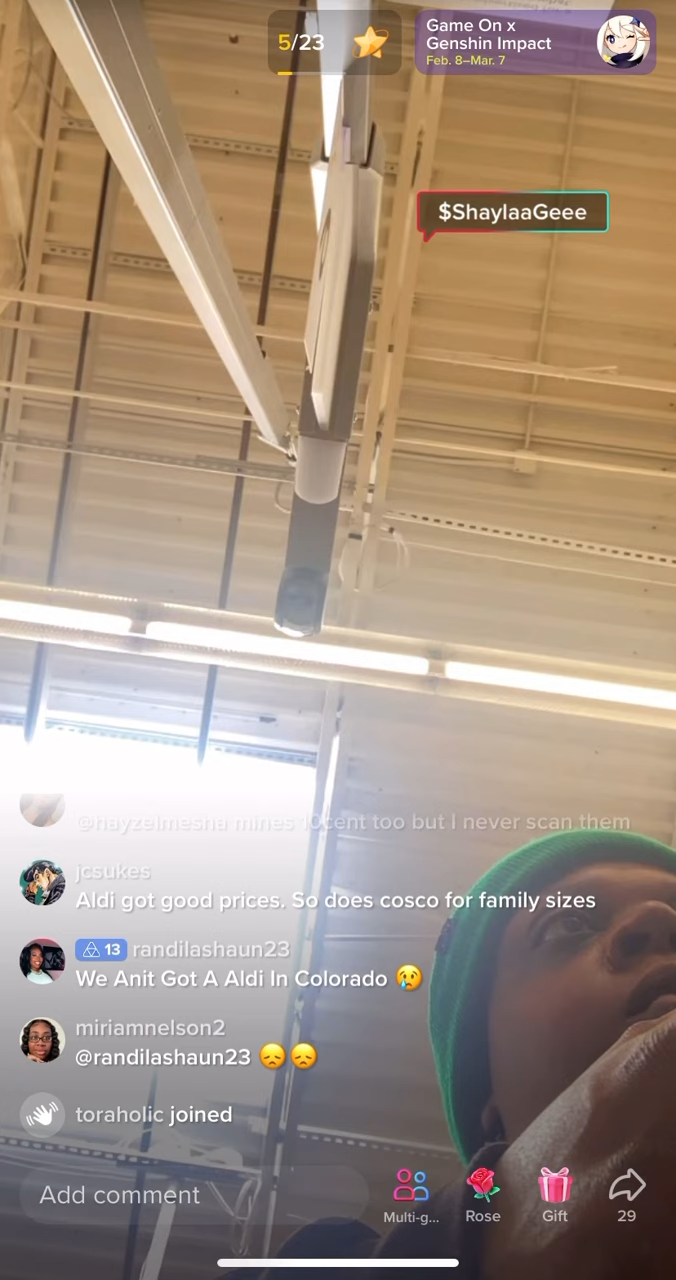 5/23
Game On x
Genshin Impact
Feb. 8–Mar. 7
$ShaylaaGeee
@hayzelmesha mines 10cent too but I never scan them
jcsukes
Aldi got good prices. So does cosco for family sizes
13 randilashaun23
We Anit Got A Aldi In Colorado 😢
miriamnelson2
@randilashaun23 😞😞
toraholic joined
Add comment
Multi-g...
Rose
Gift
29